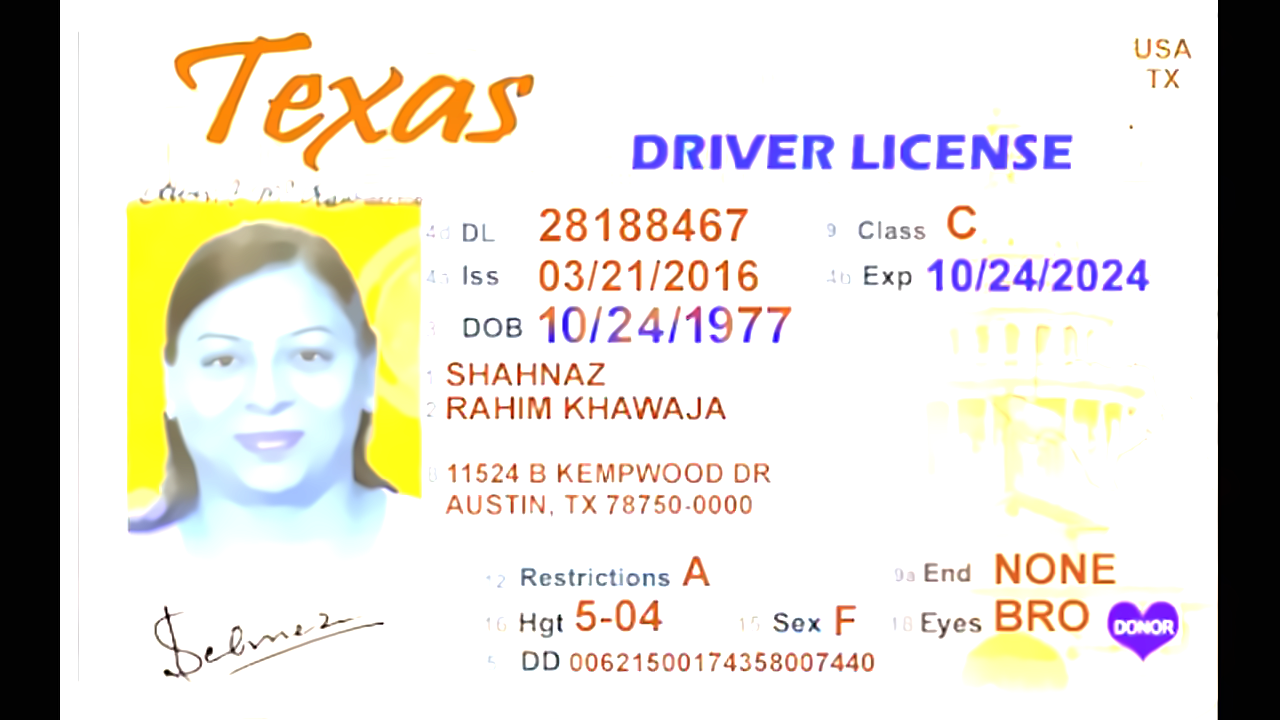 Texas
USA
TX
DRIVER LICENSE
4d DL 28188467 9 Class C
4a Iss 03/21/2016 4b Exp 10/24/2024
3 DOB 10/24/1977
1 SHAHNAZ
2 RAHIM KHAWAJA
8 11524 B KEMPWOOD DR
AUSTIN, TX 78750-0000
12 Restrictions A 9a End NONE
16 Hgt 5-04 15 Sex F 18 Eyes BRO DONOR
5 DD 00621500174358007440